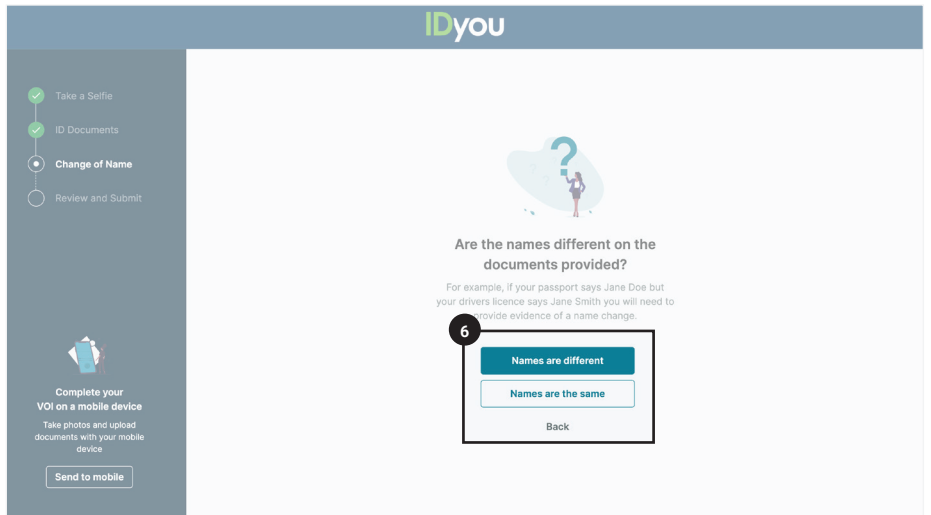 IDyou
Take a Selfie
ID Documents
Change of Name
Review and Submit
Complete your
VOI on a mobile device
Take photos and upload
documents with your mobile
device
Send to mobile
?
Are the names different on the
documents provided?
For example, if your passport says Jane Doe but
your drivers licence says Jane Smith you will need to
provide evidence of a name change.
6
Names are different
Names are the same
Back